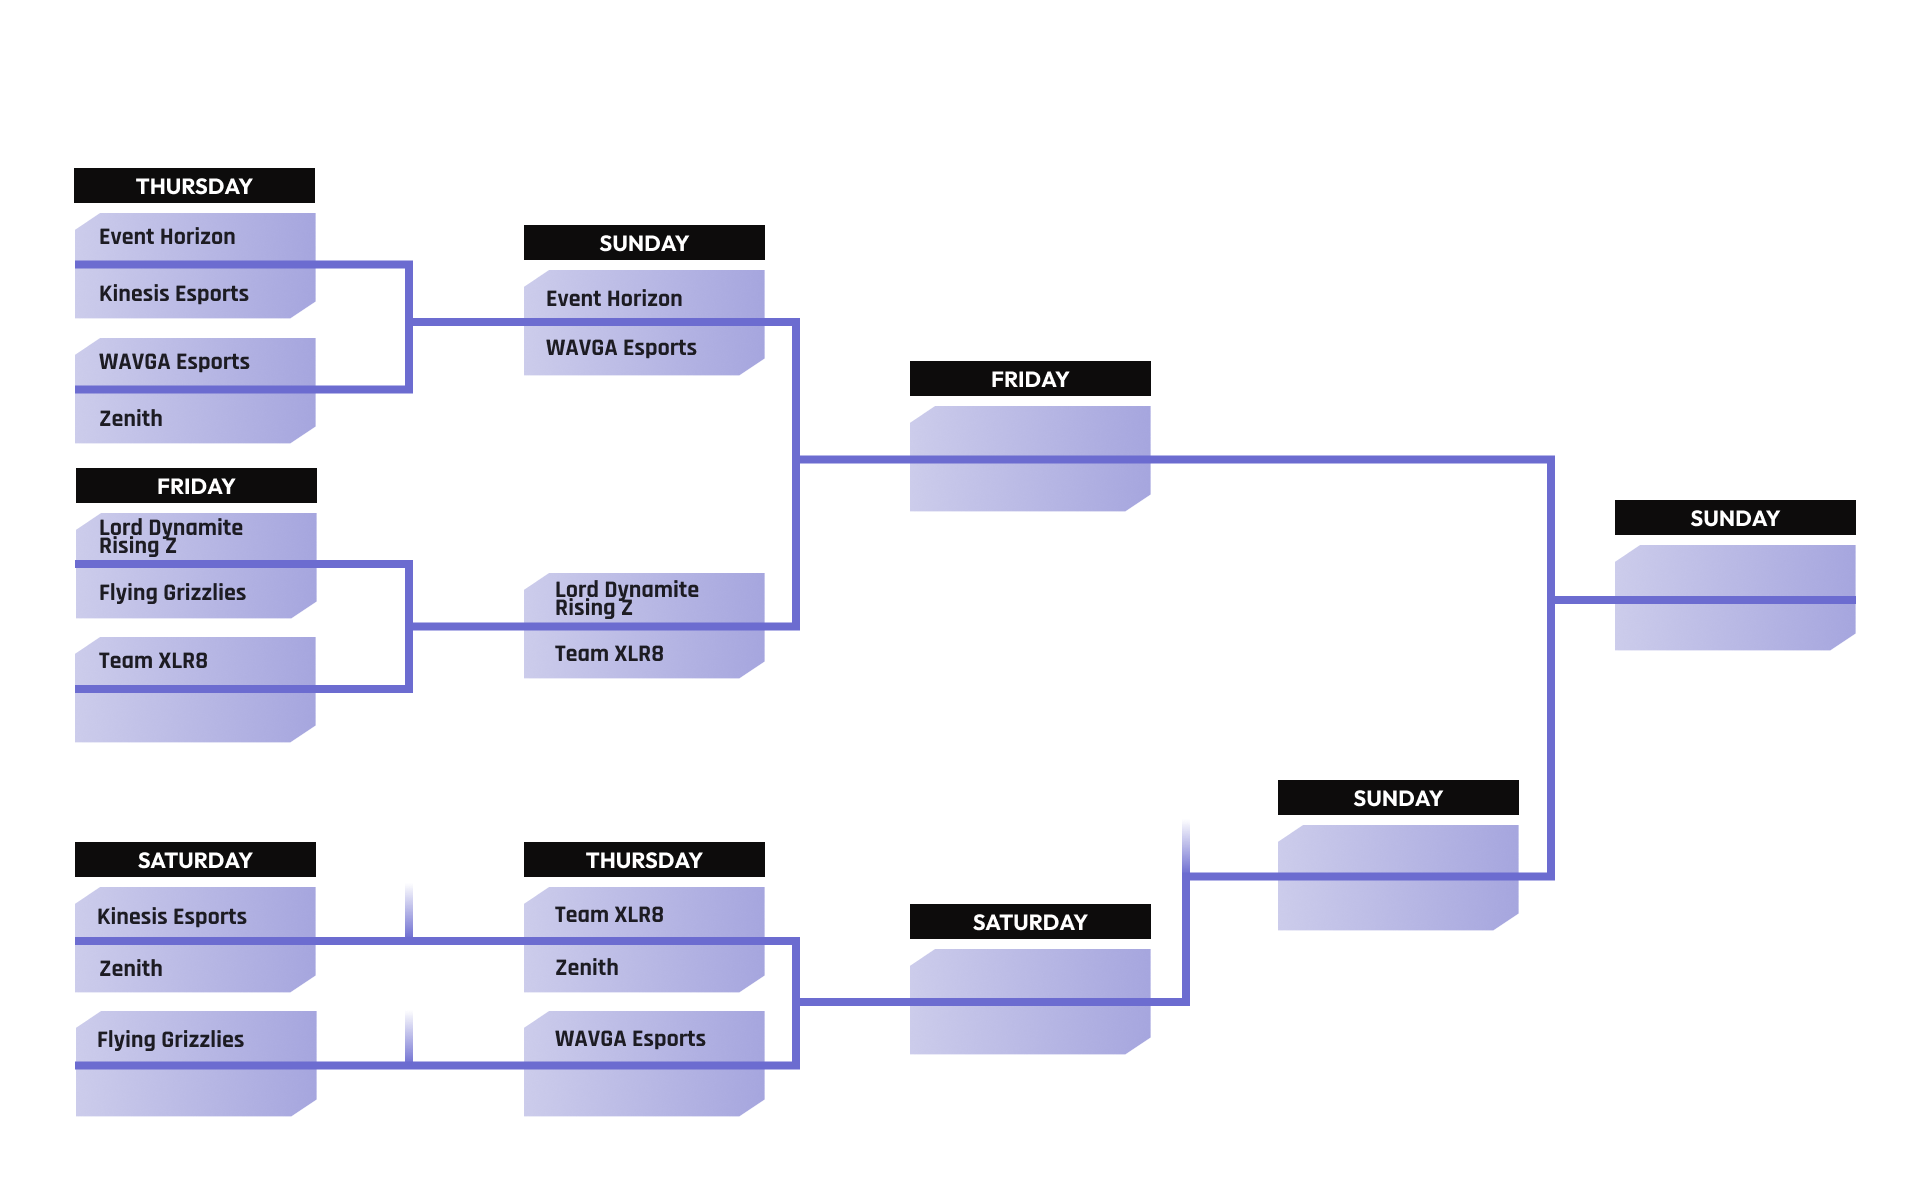 THURSDAY
Event Horizon
Kinesis Esports
WAVGA Esports
Zenith
FRIDAY
Lord Dynamite
Rising Z
Flying Grizzlies
Team XLR8
SUNDAY
Event Horizon
WAVGA Esports
Lord Dynamite
Rising Z
Team XLR8
FRIDAY
SUNDAY
SATURDAY
Kinesis Esports
Zenith
Flying Grizzlies
THURSDAY
Team XLR8
Zenith
WAVGA Esports
SATURDAY
SUNDAY